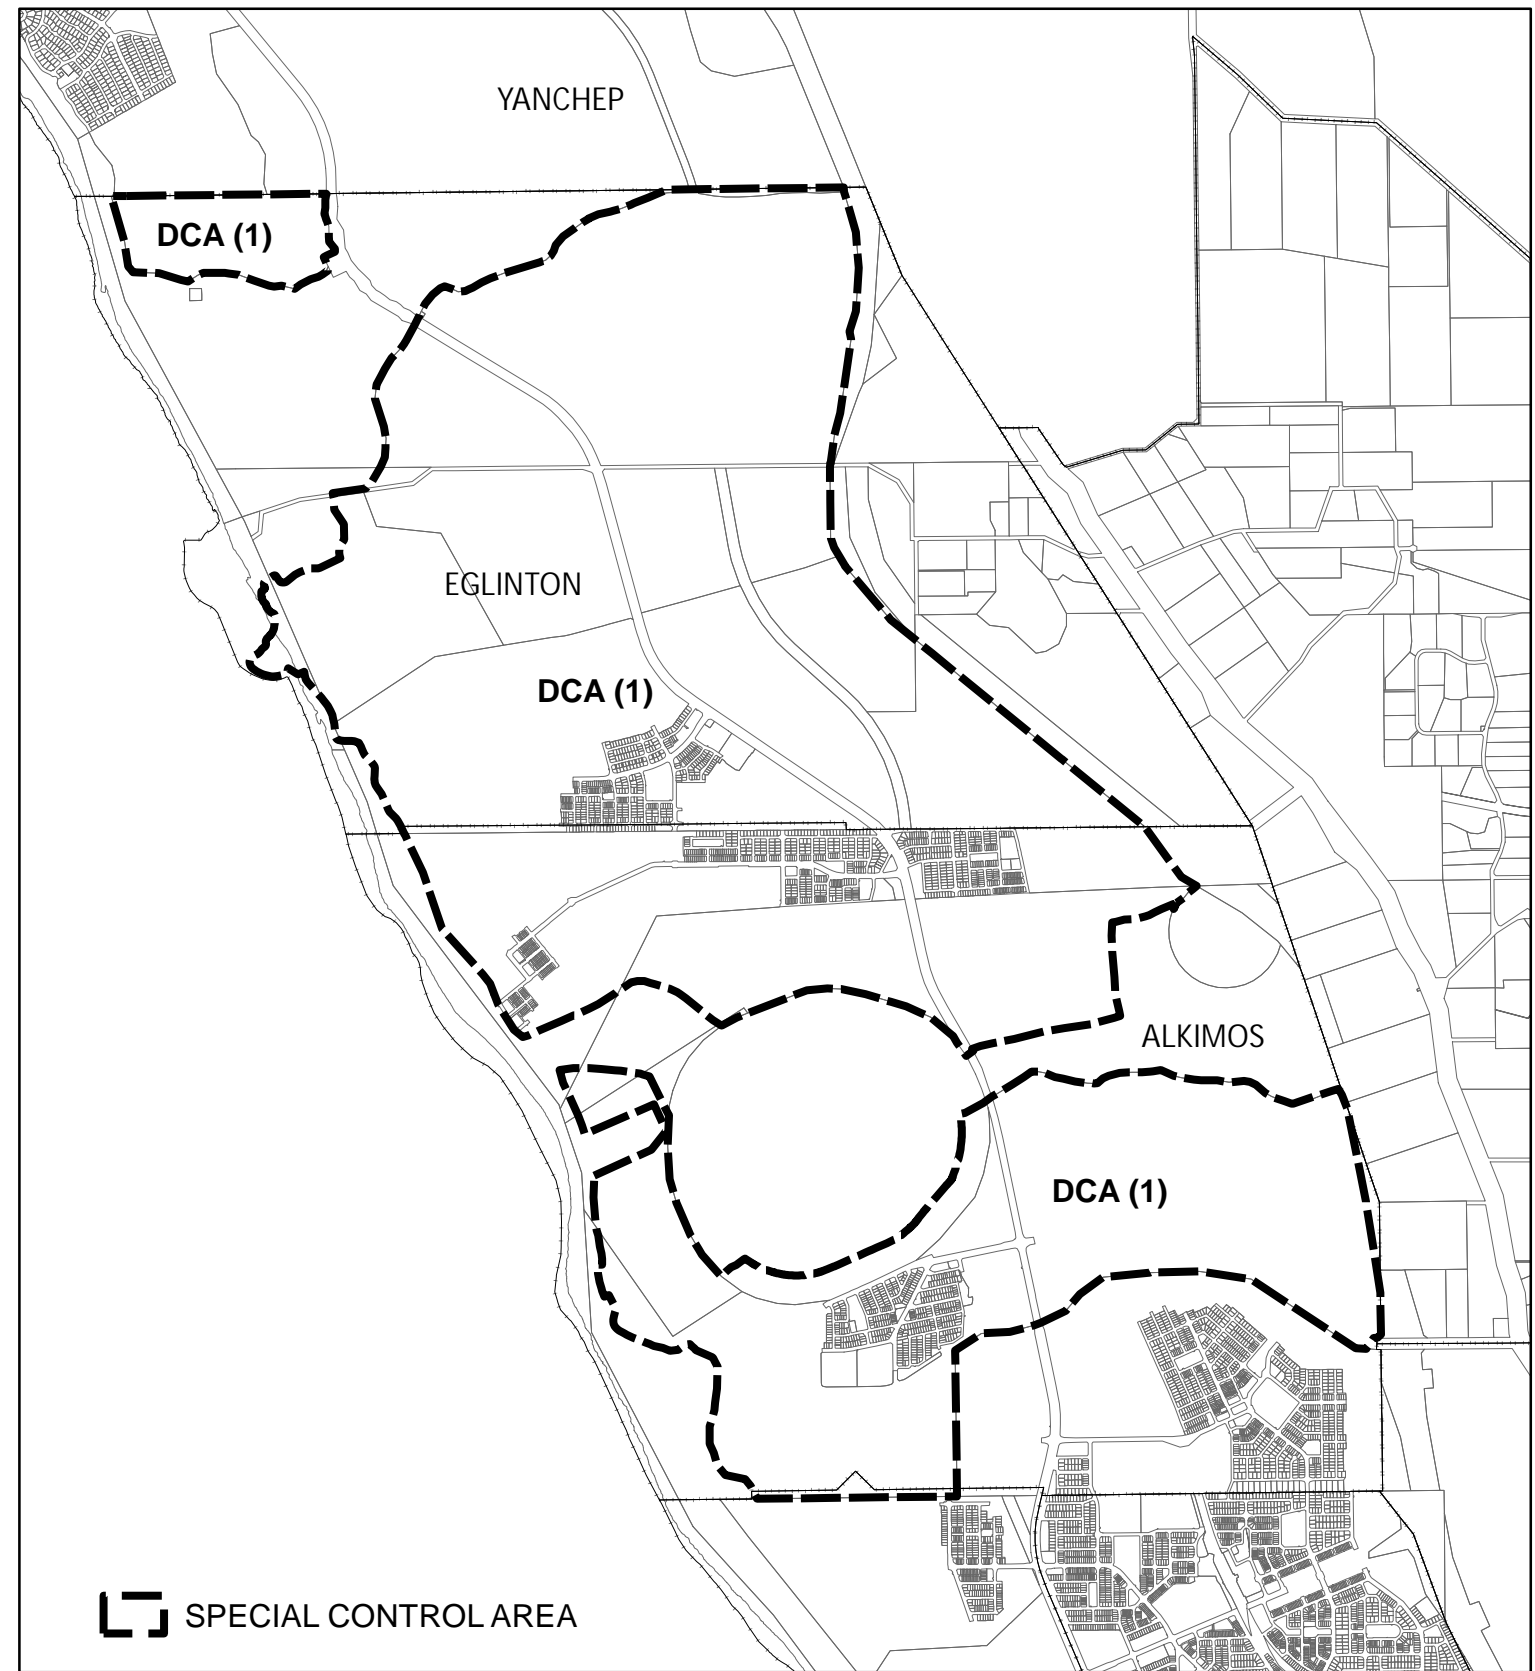 YANCHEP
DCA (1)
EGLINTON
DCA (1)
ALKIMOS
DCA (1)
SPECIAL CONTROL AREA